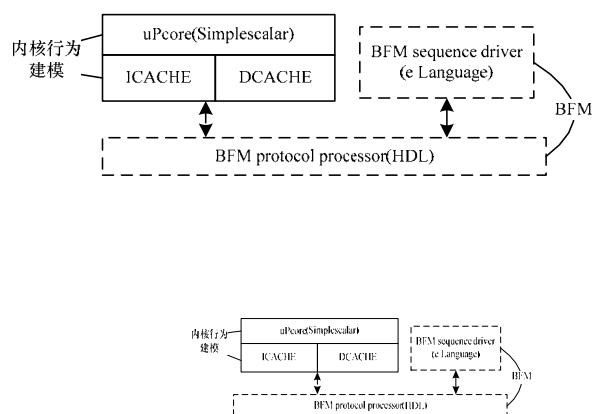 内核行为
建模
uPcore(Simplescalar)
ICACHE
DCACHE
BFM sequence driver
(e Language)
BFM
BFM protocol processor(HDL)
内核行为
建模
uPcore(Simplescalar)
ICACHE
DCACHE
BFM sequence driver
(e Language)
BFM
BFM protocol processor(HDL)